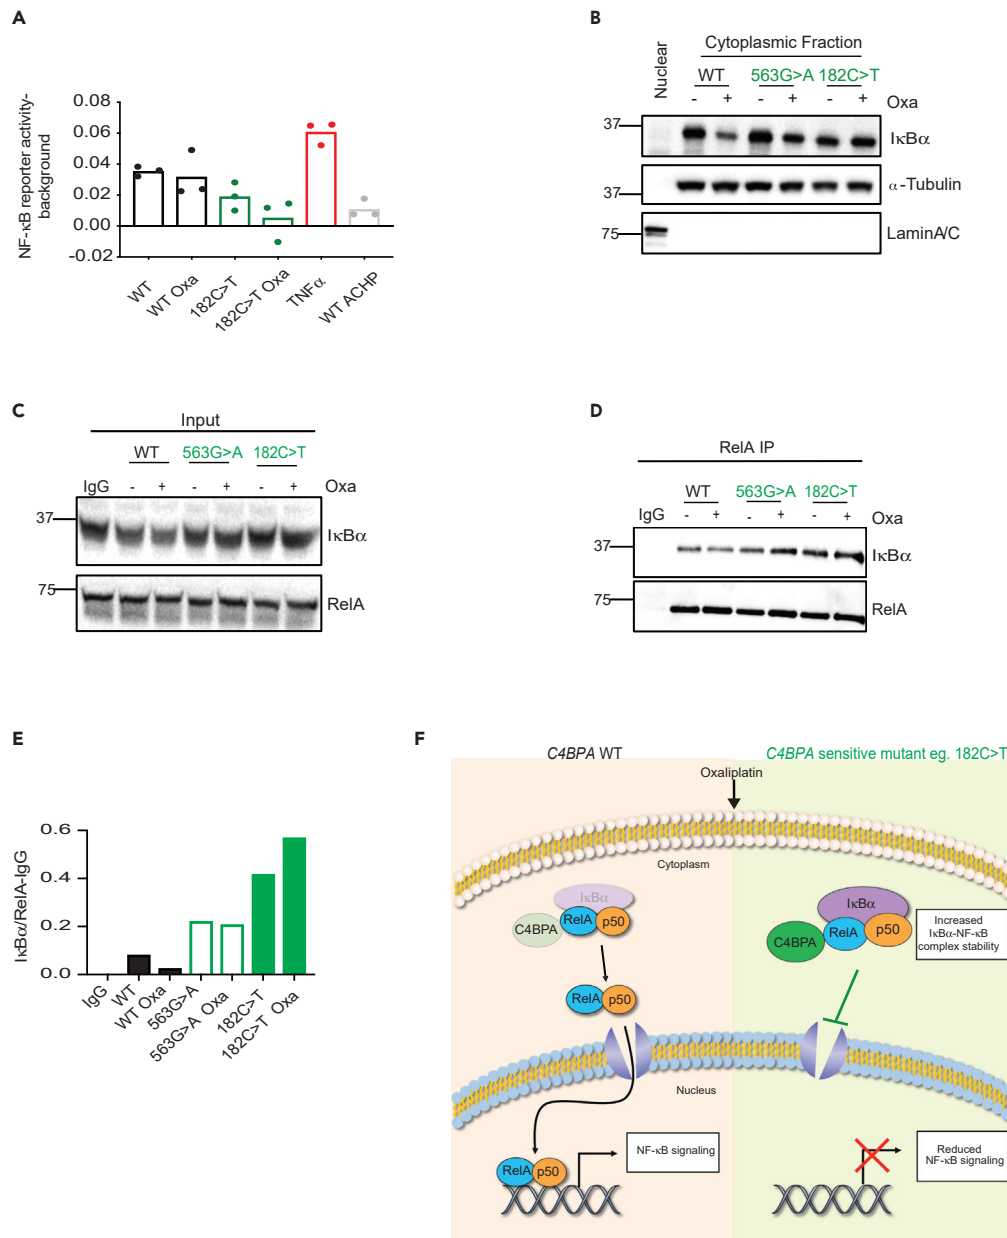 A
NF-κB reporter activity-
background
0.08
0.06
0.04
0.02
0.00
-0.02
WT
WT Oxa
182C>T
182C>T Oxa
TNFα
WT ACHP
B
Cytoplasmic Fraction
Nuclear
WT 563G>A 182C>T
- + - + - + Oxa
37 IκBα
37 α-Tubulin
75 LaminA/C
C
Input
WT 563G>A 182C>T
IgG - + - + - + Oxa
37 IκBα
75 RelA
D
RelA IP
WT 563G>A 182C>T
IgG - + - + - + Oxa
37 IκBα
75 RelA
E
IκBα/RelA-IgG
0.6
0.4
0.2
0.0
IgG
WT
WT Oxa
563G>A
563G>A Oxa
182C>T
182C>T Oxa
F
C4BPA WT
C4BPA sensitive mutant eg. 182C>T
Oxaliplatin
Cytoplasm
IκBα
C4BPA
RelA
p50
RelA
p50
Nucleus
RelA
p50
NF-κB signaling
IκBα
C4BPA
RelA
p50
Increased
IκBα-NF-κB
complex stability
Reduced
NF-κB signaling